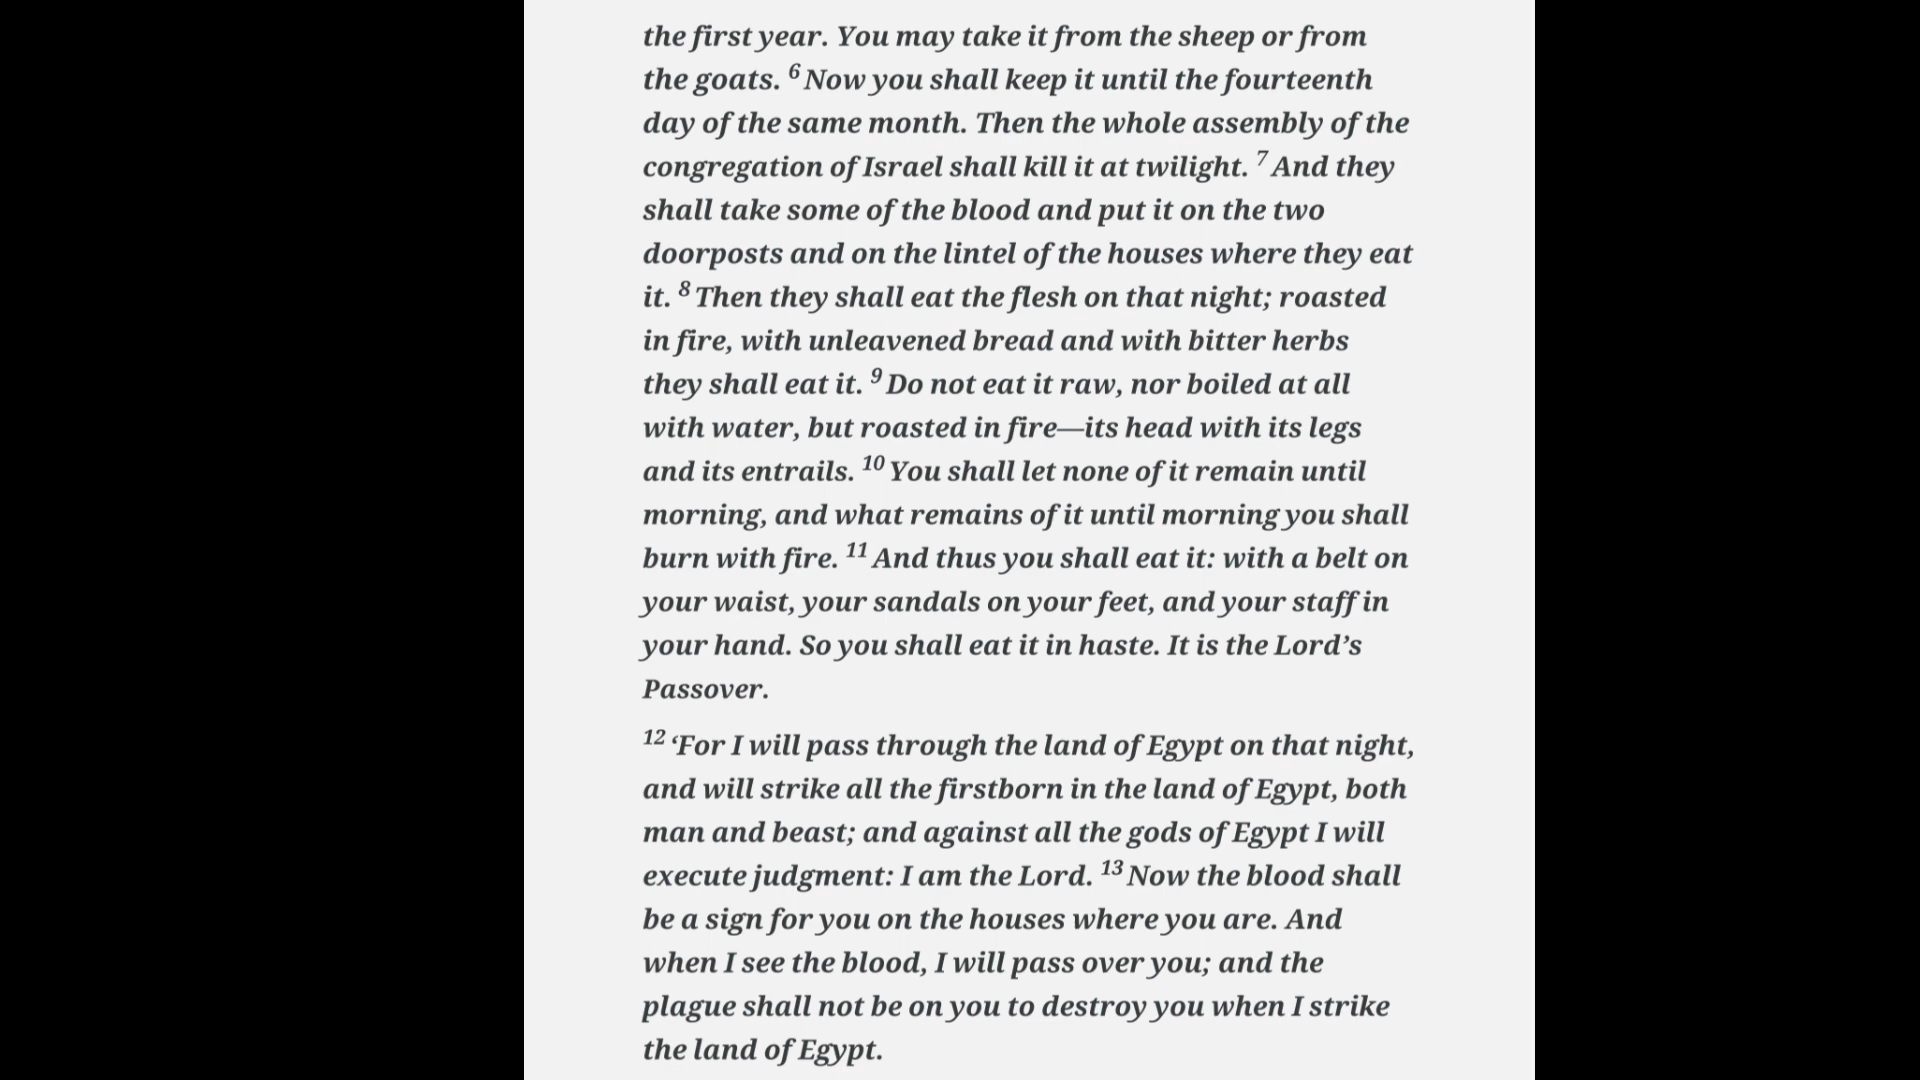 the first year. You may take it from the sheep or from
the goats. 6 Now you shall keep it until the fourteenth
day of the same month. Then the whole assembly of the
congregation of Israel shall kill it at twilight. 7 And they
shall take some of the blood and put it on the two
doorposts and on the lintel of the houses where they eat
it. 8 Then they shall eat the flesh on that night; roasted
in fire, with unleavened bread and with bitter herbs
they shall eat it. 9 Do not eat it raw, nor boiled at all
with water, but roasted in fire—its head with its legs
and its entrails. 10 You shall let none of it remain until
morning, and what remains of it until morning you shall
burn with fire. 11 And thus you shall eat it: with a belt on
your waist, your sandals on your feet, and your staff in
your hand. So you shall eat it in haste. It is the Lord’s
Passover.
12 ‘For I will pass through the land of Egypt on that night,
and will strike all the firstborn in the land of Egypt, both
man and beast; and against all the gods of Egypt I will
execute judgment: I am the Lord. 13 Now the blood shall
be a sign for you on the houses where you are. And
when I see the blood, I will pass over you; and the
plague shall not be on you to destroy you when I strike
the land of Egypt.